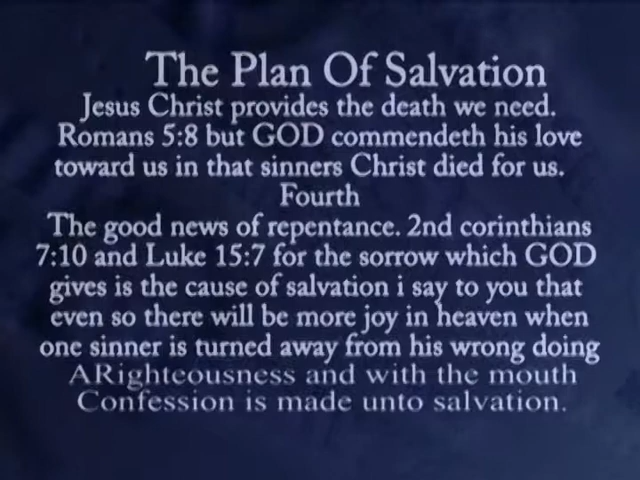 The Plan Of Salvation
Jesus Christ provides the death we need.
Romans 5:8 but GOD commendeth his love
toward us in that sinners Christ died for us.
Fourth
The good news of repentance. 2nd corinthians
7:10 and Luke 15:7 for the sorrow which GOD
gives is the cause of salvation i say to you that
even so there will be more joy in heaven when
one sinner is turned away from his wrong doing
ARighteousness and with the mouth
Confession is made unto salvation.